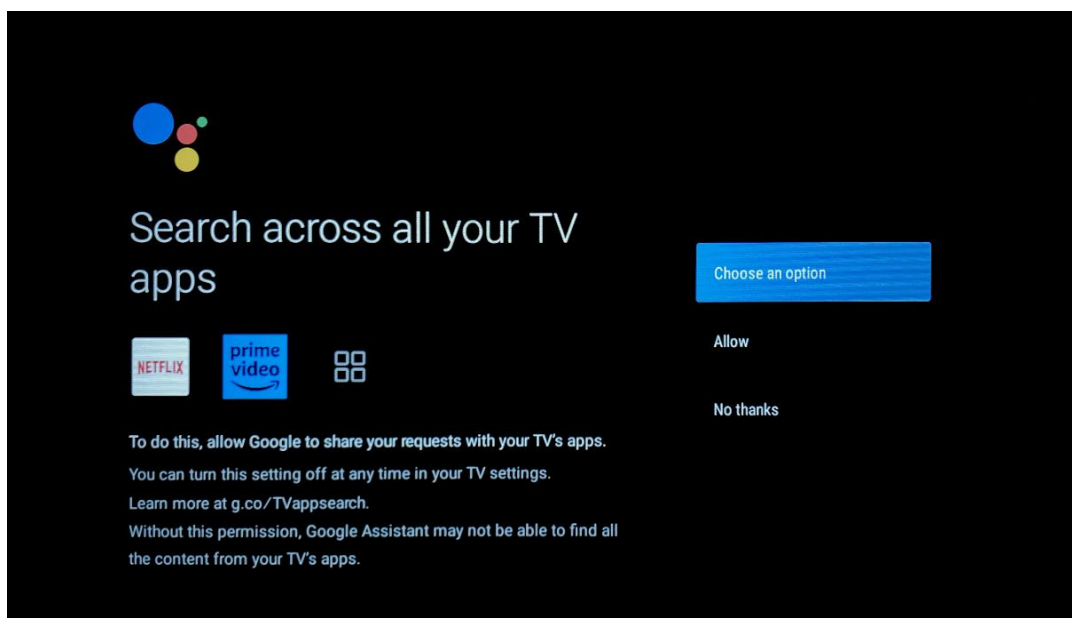 Search across all your TV
apps
NETFLIX
prime
video
To do this, allow Google to share your requests with your TV's apps.
You can turn this setting off at any time in your TV settings.
Learn more at g.co/TVappsearch.
Without this permission, Google Assistant may not be able to find all
the content from your TV's apps.
Choose an option
Allow
No thanks